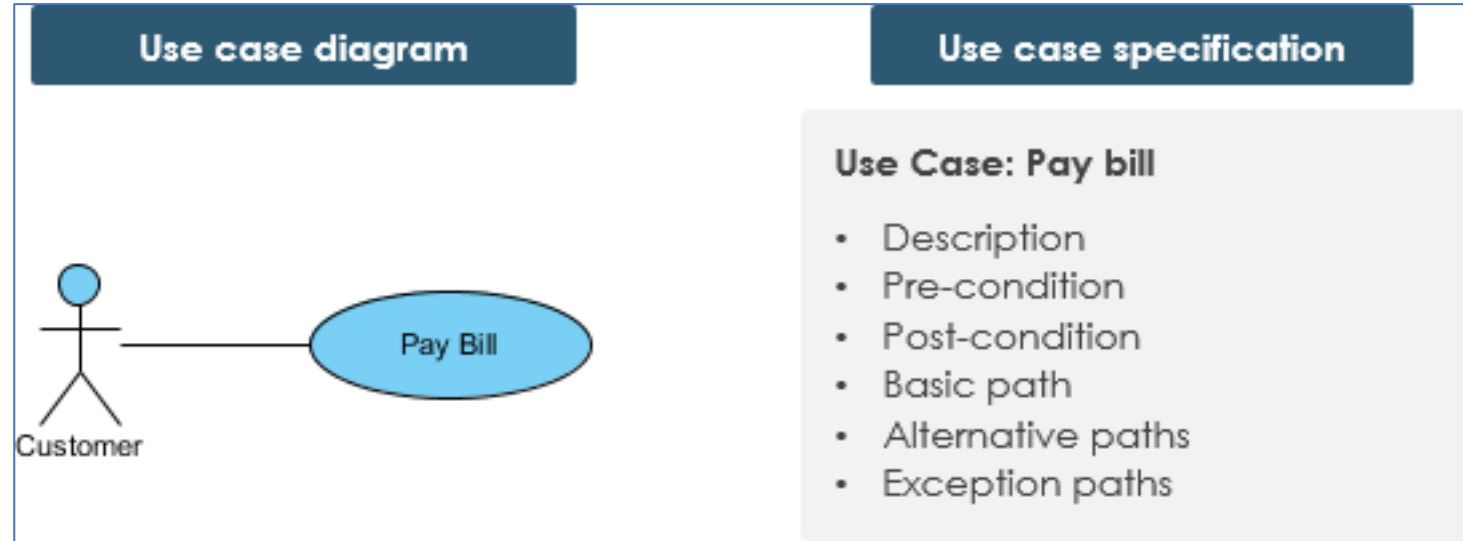 Use case diagram
Customer
Pay Bill
Use case specification
Use Case: Pay bill
• Description
• Pre-condition
• Post-condition
• Basic path
• Alternative paths
• Exception paths